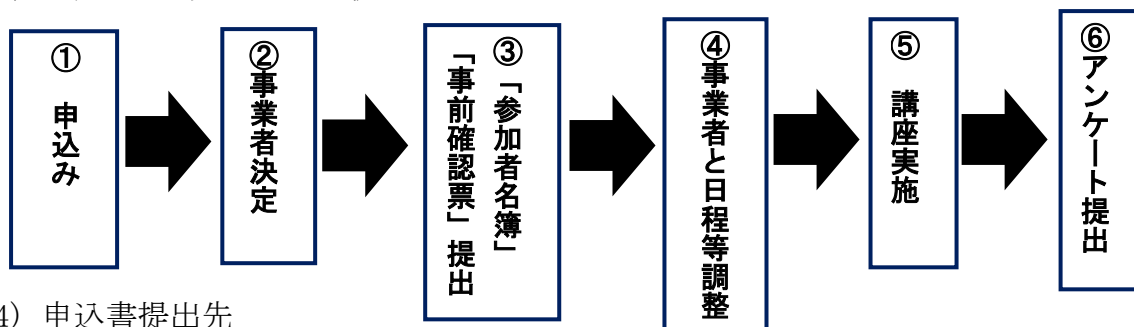 ① 申込み
②事業者決定
③「参加者名簿」
「事前確認票」提出
④事業者と日程等調整
⑤ 講座実施
⑥アンケート提出
4) 申込書提出先